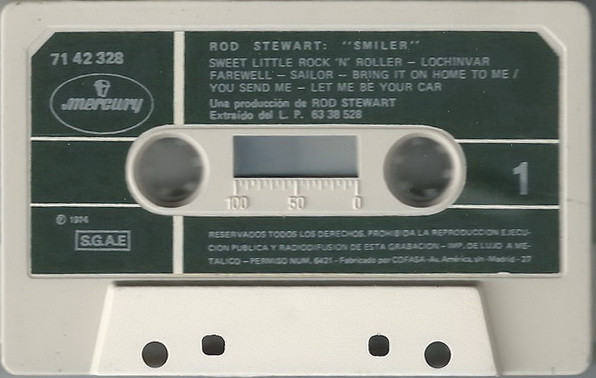 71 42 328
mercury
ROD STEWART: "SMILER"
SWEET LITTLE ROCK 'N' ROLLER – LOCHINVAR
FAREWELL – SAILOR – BRING IT ON HOME TO ME /
YOU SEND ME – LET ME BE YOUR CAR
Una producción de ROD STEWART
Extraído del L. P. 63 38 528
100 50 0
1
℗ 1974
S.G.A.E
RESERVADOS TODOS LOS DERECHOS. PROHIBIDA LA REPRODUCCION EJECU-
CION PUBLICA Y RADIODIFUSION DE ESTA GRABACION – IMP. DE LUJO A ME-
TALICO – PERMISO NUM. 6421 - Fabricado por COFASA - Av. América, s/n - Madrid - 27